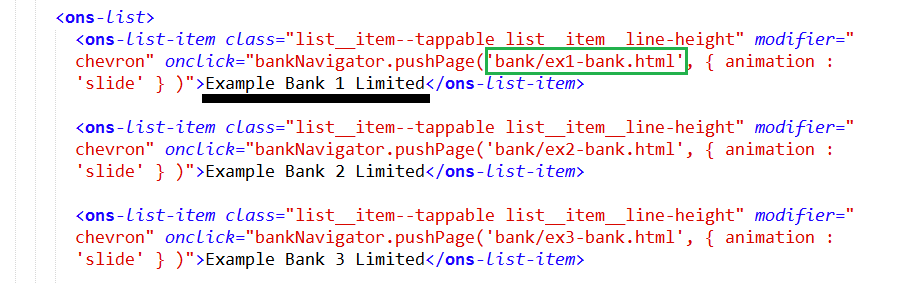 <ons-list>
<ons-list-item class="list__item--tappable list__item__line-height" modifier="
chevron" onclick="bankNavigator.pushPage('bank/ex1-bank.html', { animation :
'slide' } )">Example Bank 1 Limited</ons-list-item>
<ons-list-item class="list__item--tappable list__item__line-height" modifier="
chevron" onclick="bankNavigator.pushPage('bank/ex2-bank.html', { animation :
'slide' } )">Example Bank 2 Limited</ons-list-item>
<ons-list-item class="list__item--tappable list__item__line-height" modifier="
chevron" onclick="bankNavigator.pushPage('bank/ex3-bank.html', { animation :
'slide' } )">Example Bank 3 Limited</ons-list-item>